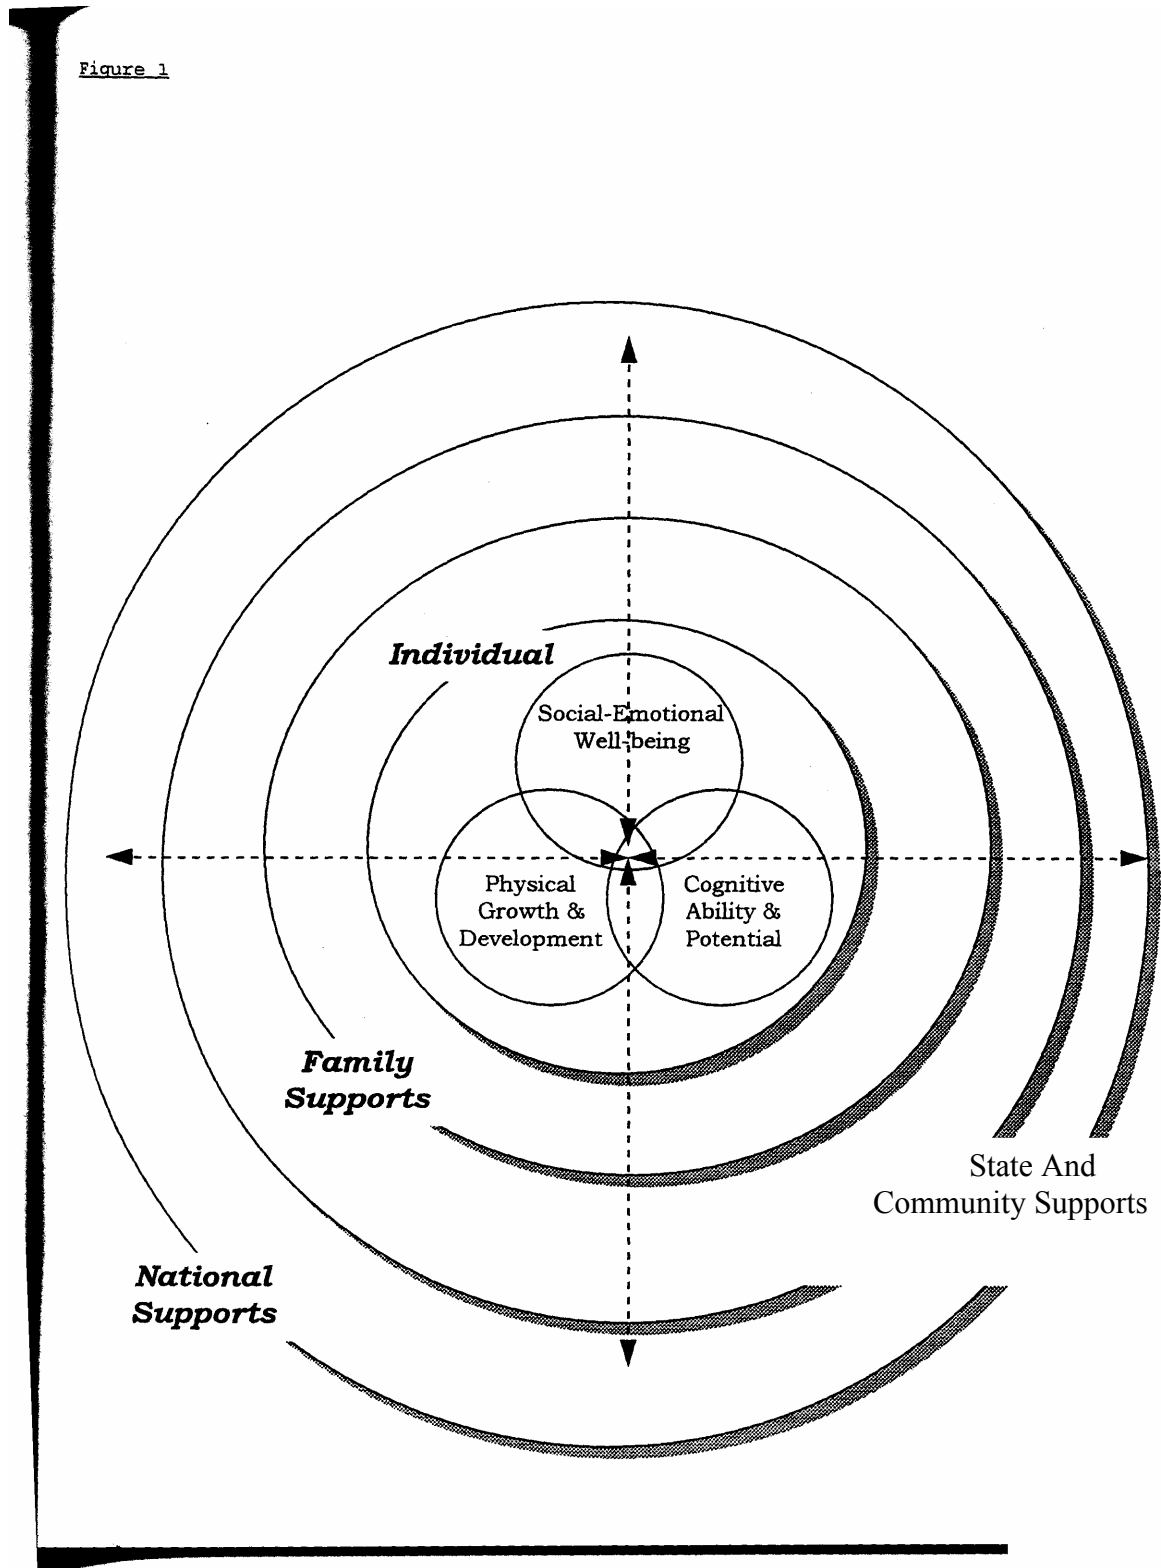 Figure 1
Individual
Social-Emotional
Well-being
Physical
Growth &
Development
Cognitive
Ability &
Potential
Family
Supports
State And
Community Supports
National
Supports